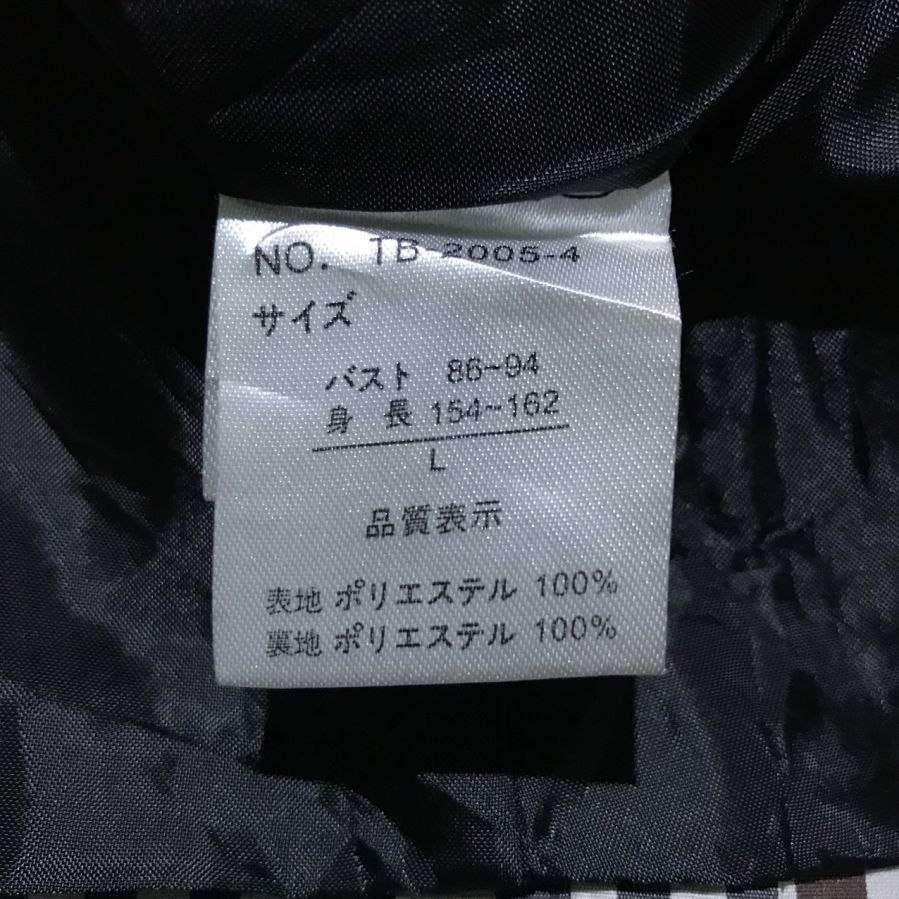 NO. TB-2005-4
サイズ
バスト 86~94
身長 154~162
L
品質表示
表地 ポリエステル 100%
裏地 ポリエステル 100%